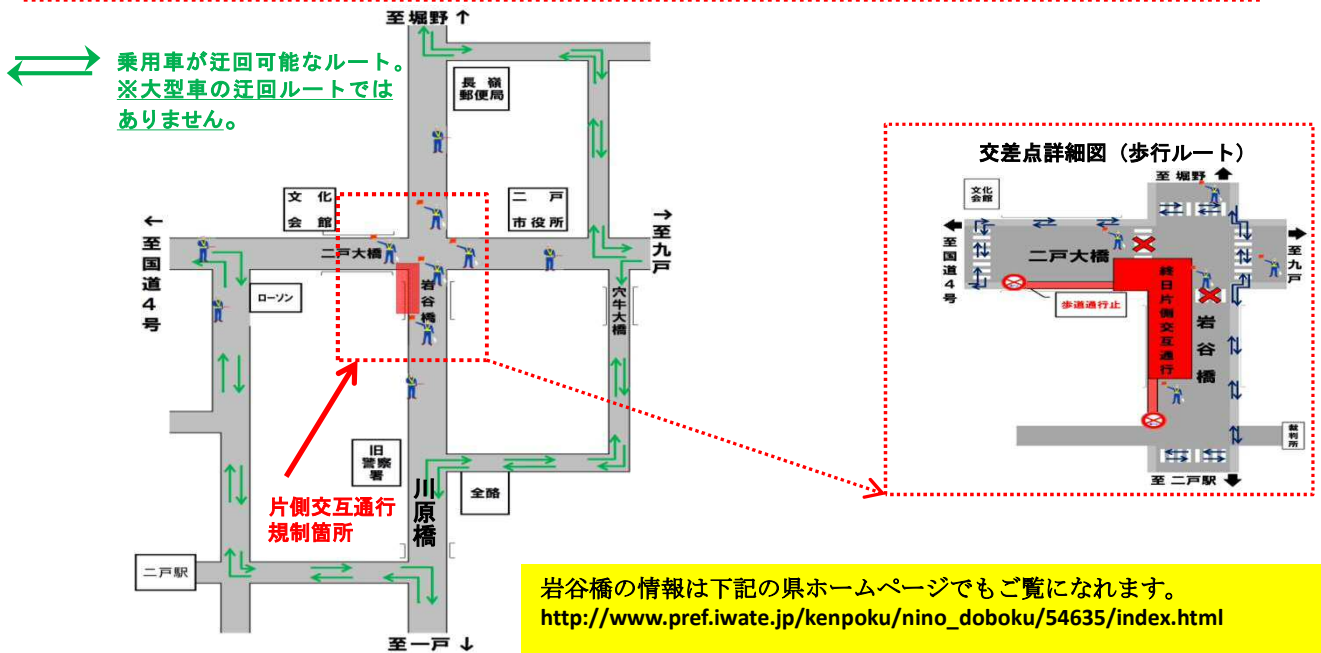 至堀野 ↑
乗用車が迂回可能なルート。
※大型車の迂回ルートでは
ありません。
長嶺
郵便局
文化
会館
二戸
市役所
←
至国道4号
→
至九戸
二戸大橋
岩谷橋
穴牛大橋
ローソン
旧
警察
署
川原橋
全酪
片側交互通行
規制箇所
二戸駅
至一戸 ↓
交差点詳細図（歩行ルート）
至 堀野
文化
会館
至国道4号
二戸大橋
至九戸
歩道通行止
終日片側交互通行
岩谷橋
裁判所
至 二戸駅
岩谷橋の情報は下記の県ホームページでもご覧になれます。
http://www.pref.iwate.jp/kenpoku/nino_doboku/54635/index.html